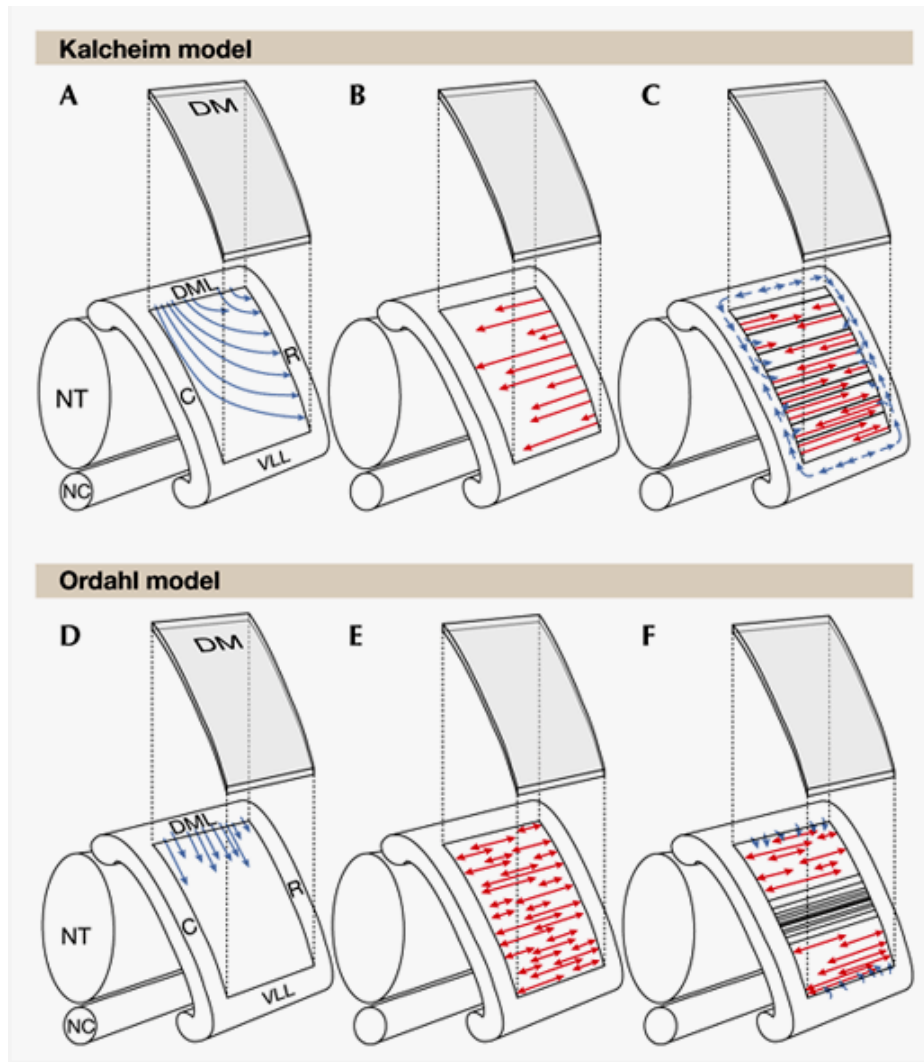 Kalcheim model
A
B
C
DM
DML
NT
C
R
VLL
NC
Ordahl model
D
E
F
DM
DML
NT
C
R
VLL
NC